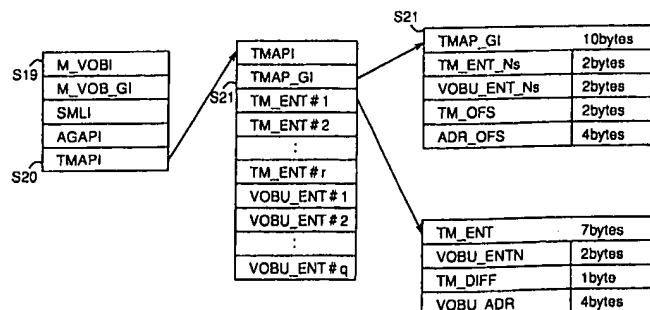 S19
M_VOBI
M_VOB_GI
SMLI
AGAPI
TMAPI
S20
TMAPI
TMAP_GI
S21
TM_ENT#1
TM_ENT#2
:
TM_ENT#r
VOBU_ENT#1
VOBU_ENT#2
:
VOBU_ENT#q
S21
TMAP_GI 10bytes
TM_ENT_Ns 2bytes
VOBU_ENT_Ns 2bytes
TM_OFS 2bytes
ADR_OFS 4bytes
TM_ENT 7bytes
VOBU_ENTN 2bytes
TM_DIFF 1byte
VOBU_ADR 4bytes